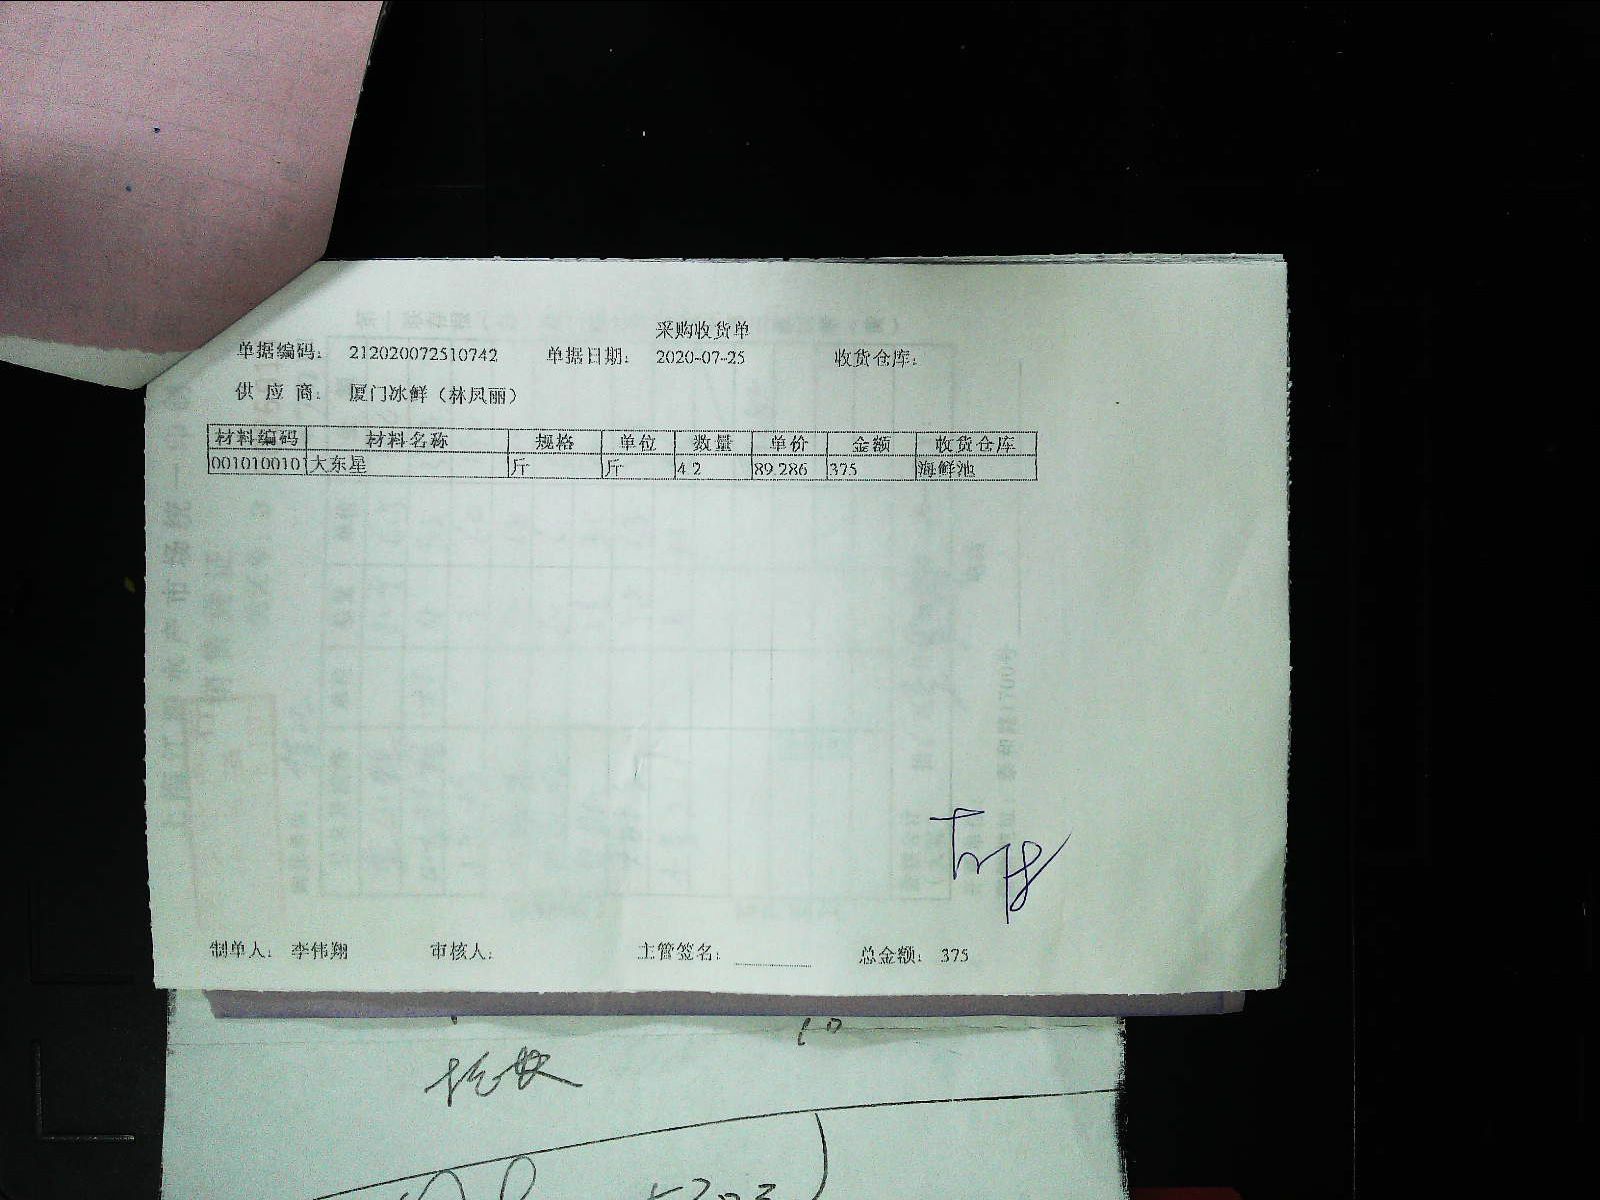 采购收货单
单据编码： 212020072510742 单据日期： 2020-07-25 收货仓库：
供 应 商： 厦门冰鲜（林凤丽）
材料编码 材料名称 规格 单位 数量 单价 金额 收货仓库
0010100101 大东星 斤 斤 4.2 89.286 375 海鲜池
制单人： 李伟翔 审核人： 主管签名： 总金额： 375
10